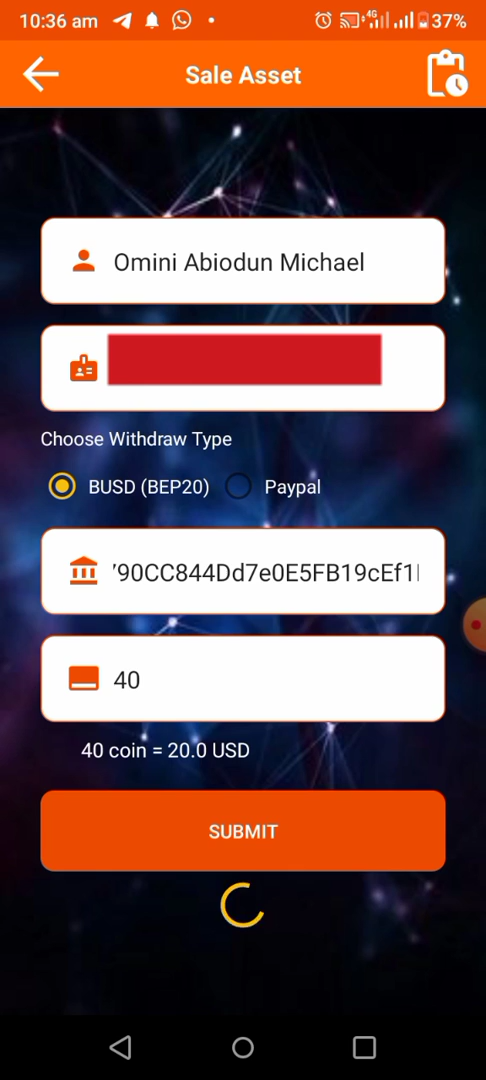 10:36 am 4G 37%
Sale Asset
Omini Abiodun Michael
Choose Withdraw Type
BUSD (BEP20) Paypal
90CC844Dd7e0E5FB19cEf1
40
40 coin = 20.0 USD
SUBMIT